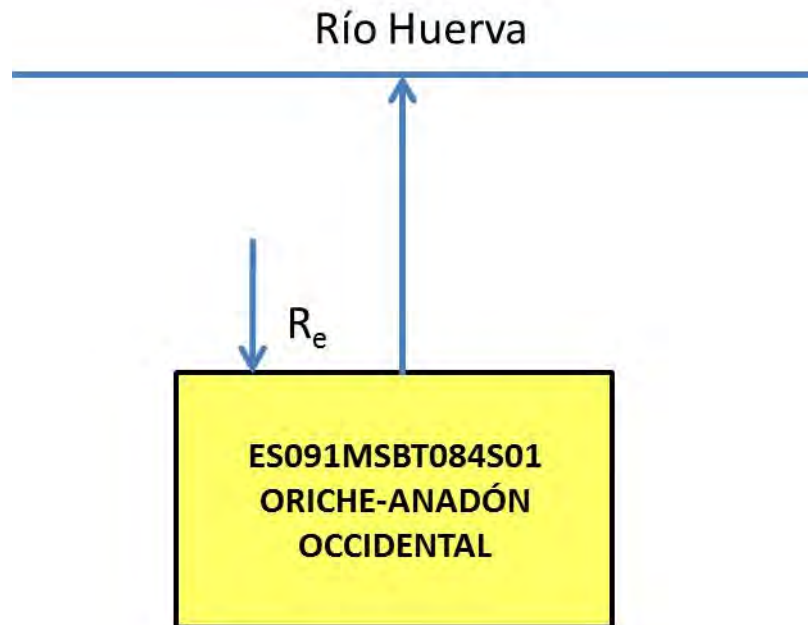 Río Huerva
Re
ES091MSBT084S01
ORICHE-ANADÓN
OCCIDENTAL